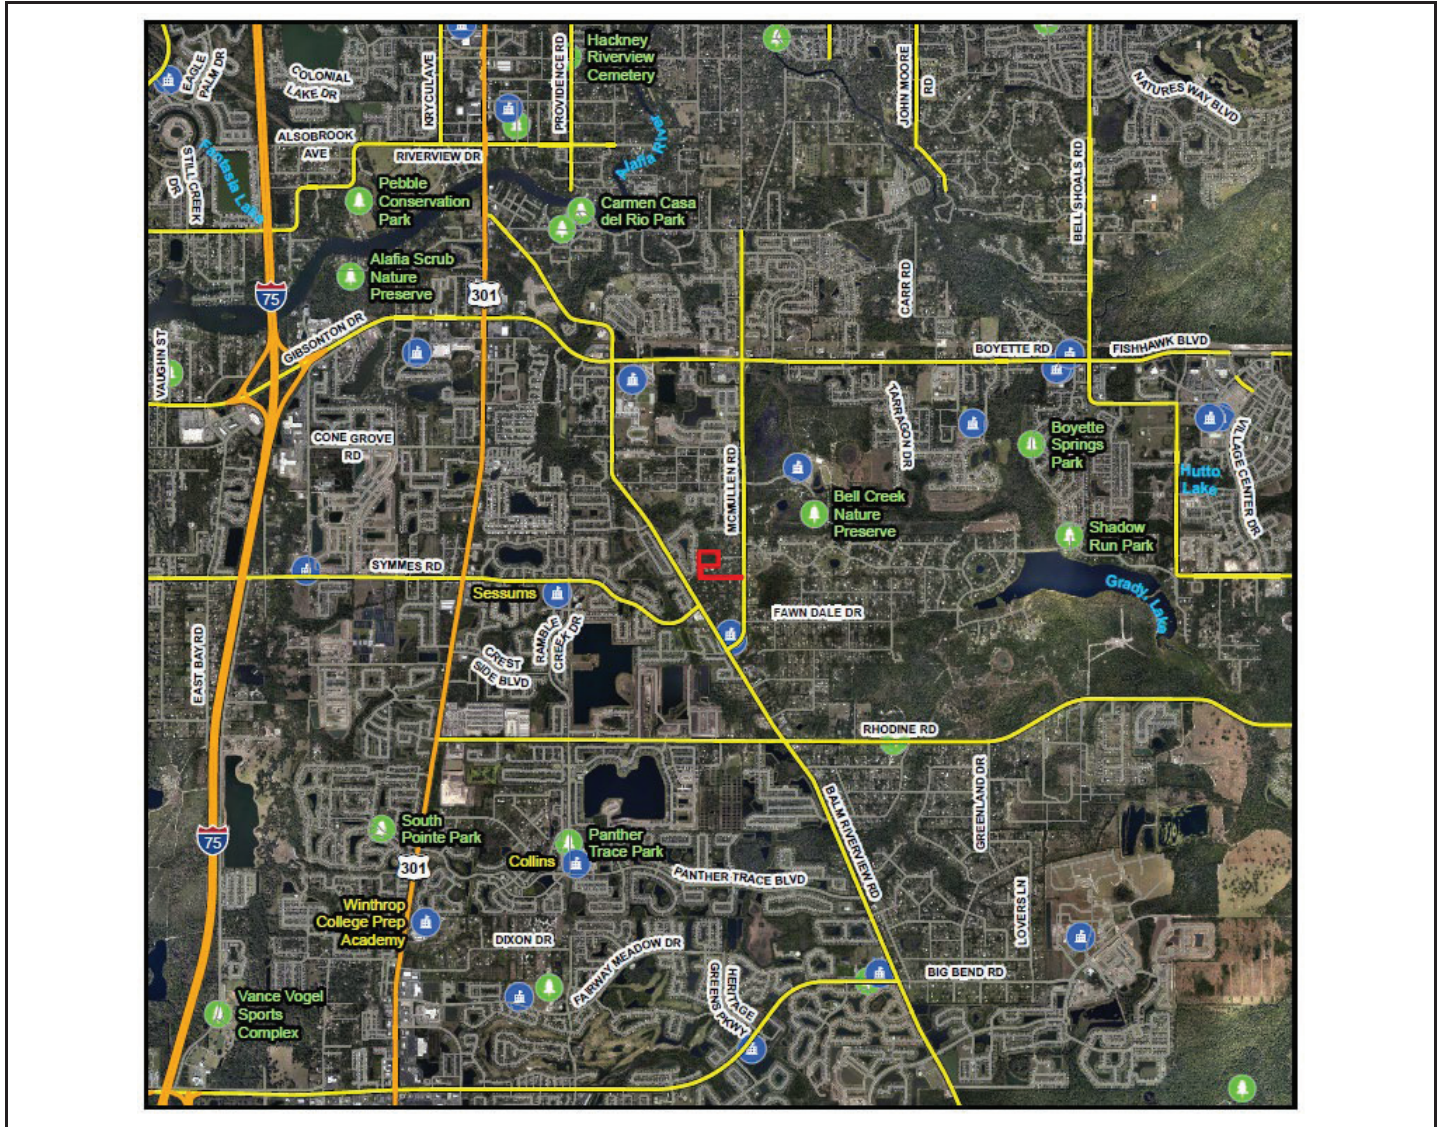 EAGLE
PALM DR
COLONIAL
LAKE DR
PROVIDENCE RD
Hackney
Riverview
Cemetery
JOHN MOORE
RD
NATURES WAY BLVD
ALSOBROOK
AVE
RIVERVIEW DR
Alafia River
STILL CREEK
DR
Fantasia Lake
Pebble
Conservation
Park
Carmen Casa
del Rio Park
BELL SHOALS RD
Alafia Scrub
Nature
Preserve
CARR RD
75
301
VAUGHN ST
GIBSONTON DR
BOYETTE RD
FISHHAWK BLVD
TARRAGON DR
CONE GROVE
RD
MCMULLEN RD
Boyette
Springs
Park
Hutto
Lake
VILLAGE CENTER DR
Bell Creek
Nature
Preserve
Shadow
Run Park
SYMMES RD
Sessums
Grady, Lake
FAWN DALE DR
RAMBLE
CREEK DR
CREST
SIDE BLVD
EAST BAY RD
RHODINE RD
GREENLAND DR
BALM RIVERVIEW RD
South
Pointe Park
Panther
Trace Park
75
Collins
301
PANTHER TRACE BLVD
Winthrop
College Prep
Academy
LOVERS LN
DIXON DR
FAIRWAY MEADOW DR
BIG BEND RD
HERITAGE
GREENS PKWY
Vance Vogel
Sports
Complex